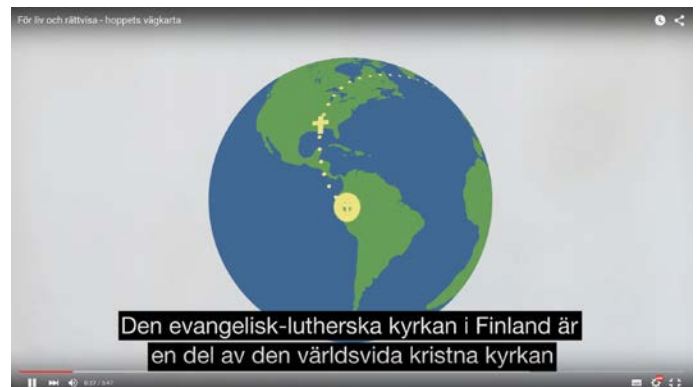 För liv och rättvisa - hoppets vägkarta
Den evangelisk-lutherska kyrkan i Finland är
en del av den världsvida kristna kyrkan